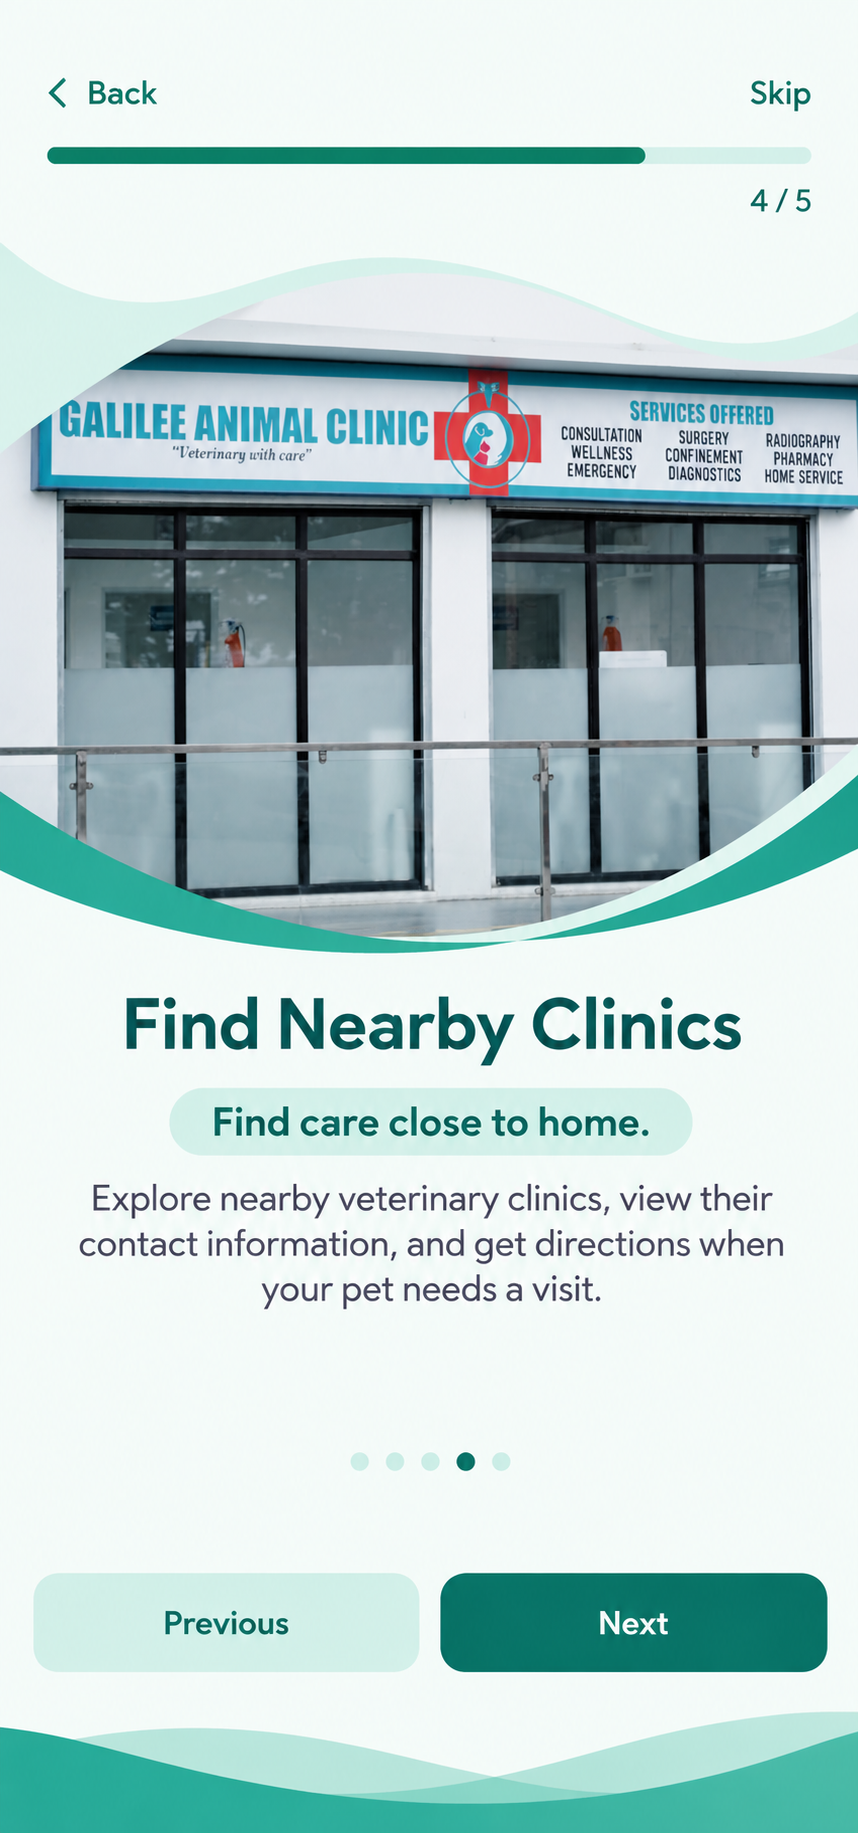 Back
Skip
4 / 5
GALILEE ANIMAL CLINIC
“Veterinary with care”
SERVICES OFFERED
CONSULTATION
WELLNESS
EMERGENCY
SURGERY
CONFINEMENT
DIAGNOSTICS
RADIOGRAPHY
PHARMACY
HOME SERVICE
Find Nearby Clinics
Find care close to home.
Explore nearby veterinary clinics, view their
contact information, and get directions when
your pet needs a visit.
Previous
Next